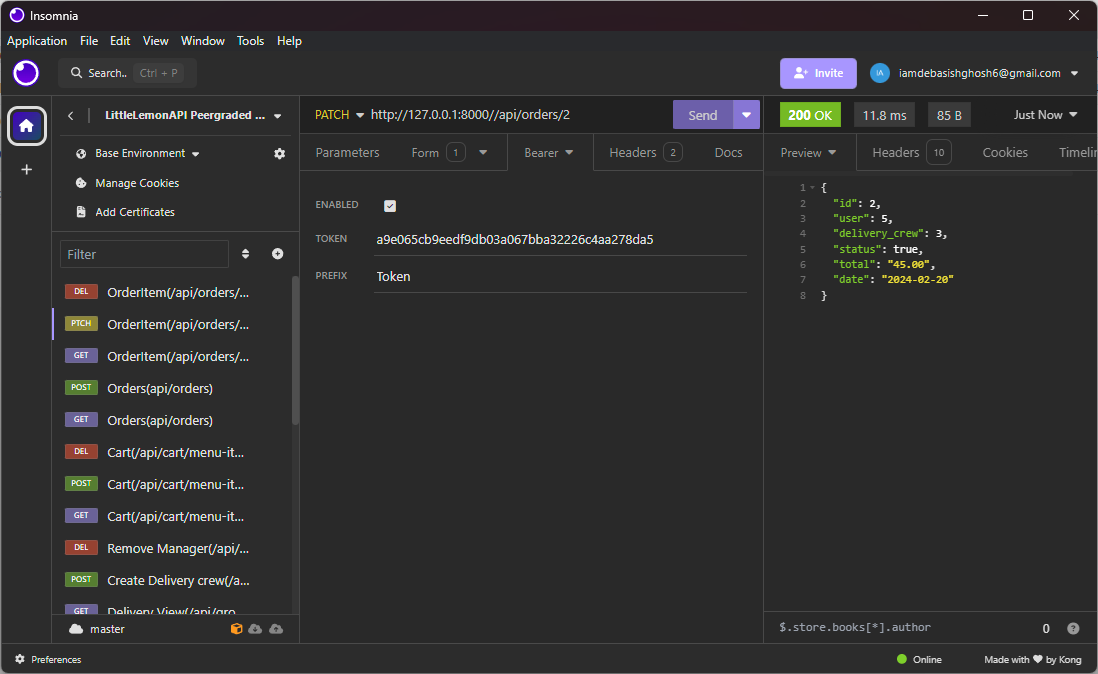 Insomnia
Application File Edit View Window Tools Help
Search.. Ctrl + P
Invite
IA
iamdebasishghosh6@gmail.com
LittleLemonAPI Peergraded ...
Base Environment
Manage Cookies
Add Certificates
Filter
DEL OrderItem(/api/orders/...
PTCH OrderItem(/api/orders/...
GET OrderItem(/api/orders/...
POST Orders(api/orders)
GET Orders(api/orders)
DEL Cart(/api/cart/menu-it...
POST Cart(/api/cart/menu-it...
GET Cart(/api/cart/menu-it...
DEL Remove Manager(/api/...
POST Create Delivery crew(/a...
GET Delivery View(/api/gro...
master
PATCH http://127.0.0.1:8000//api/orders/2 Send
Parameters Form 1 Bearer Headers 2 Docs
ENABLED
TOKEN a9e065cb9eedf9db03a067bba32226c4aa278da5
PREFIX Token
200 OK 11.8 ms 85 B Just Now
Preview Headers 10 Cookies Timelin
1 {
2 "id": 2,
3 "user": 5,
4 "delivery_crew": 3,
5 "status": true,
6 "total": "45.00",
7 "date": "2024-02-20"
8 }
$.store.books[*].author 0 ?
Preferences
Online
Made with ♥ by Kong